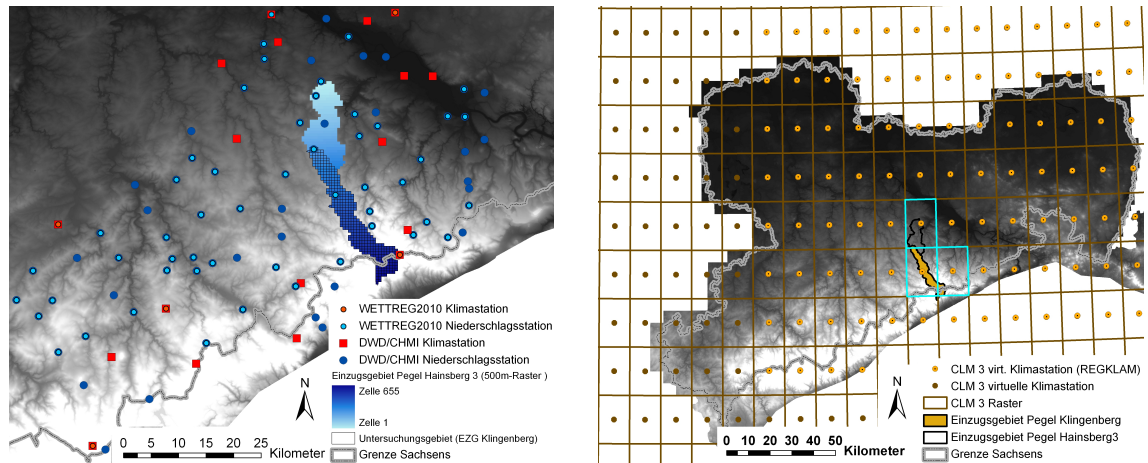 WETTREG2010 Klimastation
WETTREG2010 Niederschlagsstation
DWD/CHMI Klimastation
DWD/CHMI Niederschlagsstation
Einzugsgebiet Pegel Hainsberg 3 (500m-Raster )
Zelle 655
Zelle 1
Untersuchungsgebiet (EZG Klingenberg)
Grenze Sachsens
N
0 5 10 15 20 25
Kilometer
CLM 3 virt. Klimastation (REGKLAM)
CLM 3 virtuelle Klimastation
CLM 3 Raster
Einzugsgebiet Pegel Klingenberg
Einzugsgebiet Pegel Hainsberg3
Grenze Sachsens
N
0 10 20 30 40 50
Kilometer